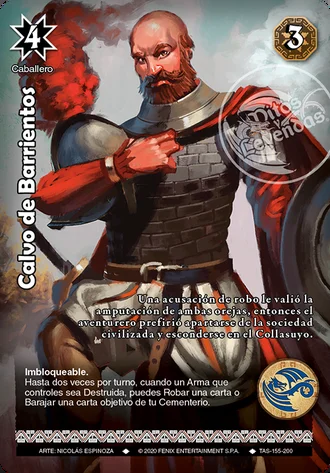 4
3
Caballero
Mitos y Leyendas
Calvo de Barrientos
Una acusación de robo le valió la
amputación de ambas orejas, entonces el
aventurero prefirió apartarse de la sociedad
civilizada y esconderse en el Collasuyo.
Imbloqueable.
Hasta dos veces por turno, cuando un Arma que
controles sea Destruida, puedes Robar una carta o
Barajar una carta objetivo de tu Cementerio.
ARTE: NICOLÁS ESPINOZA © 2020 FENIX ENTERTAINMENT S.P.A. TAS-155-200